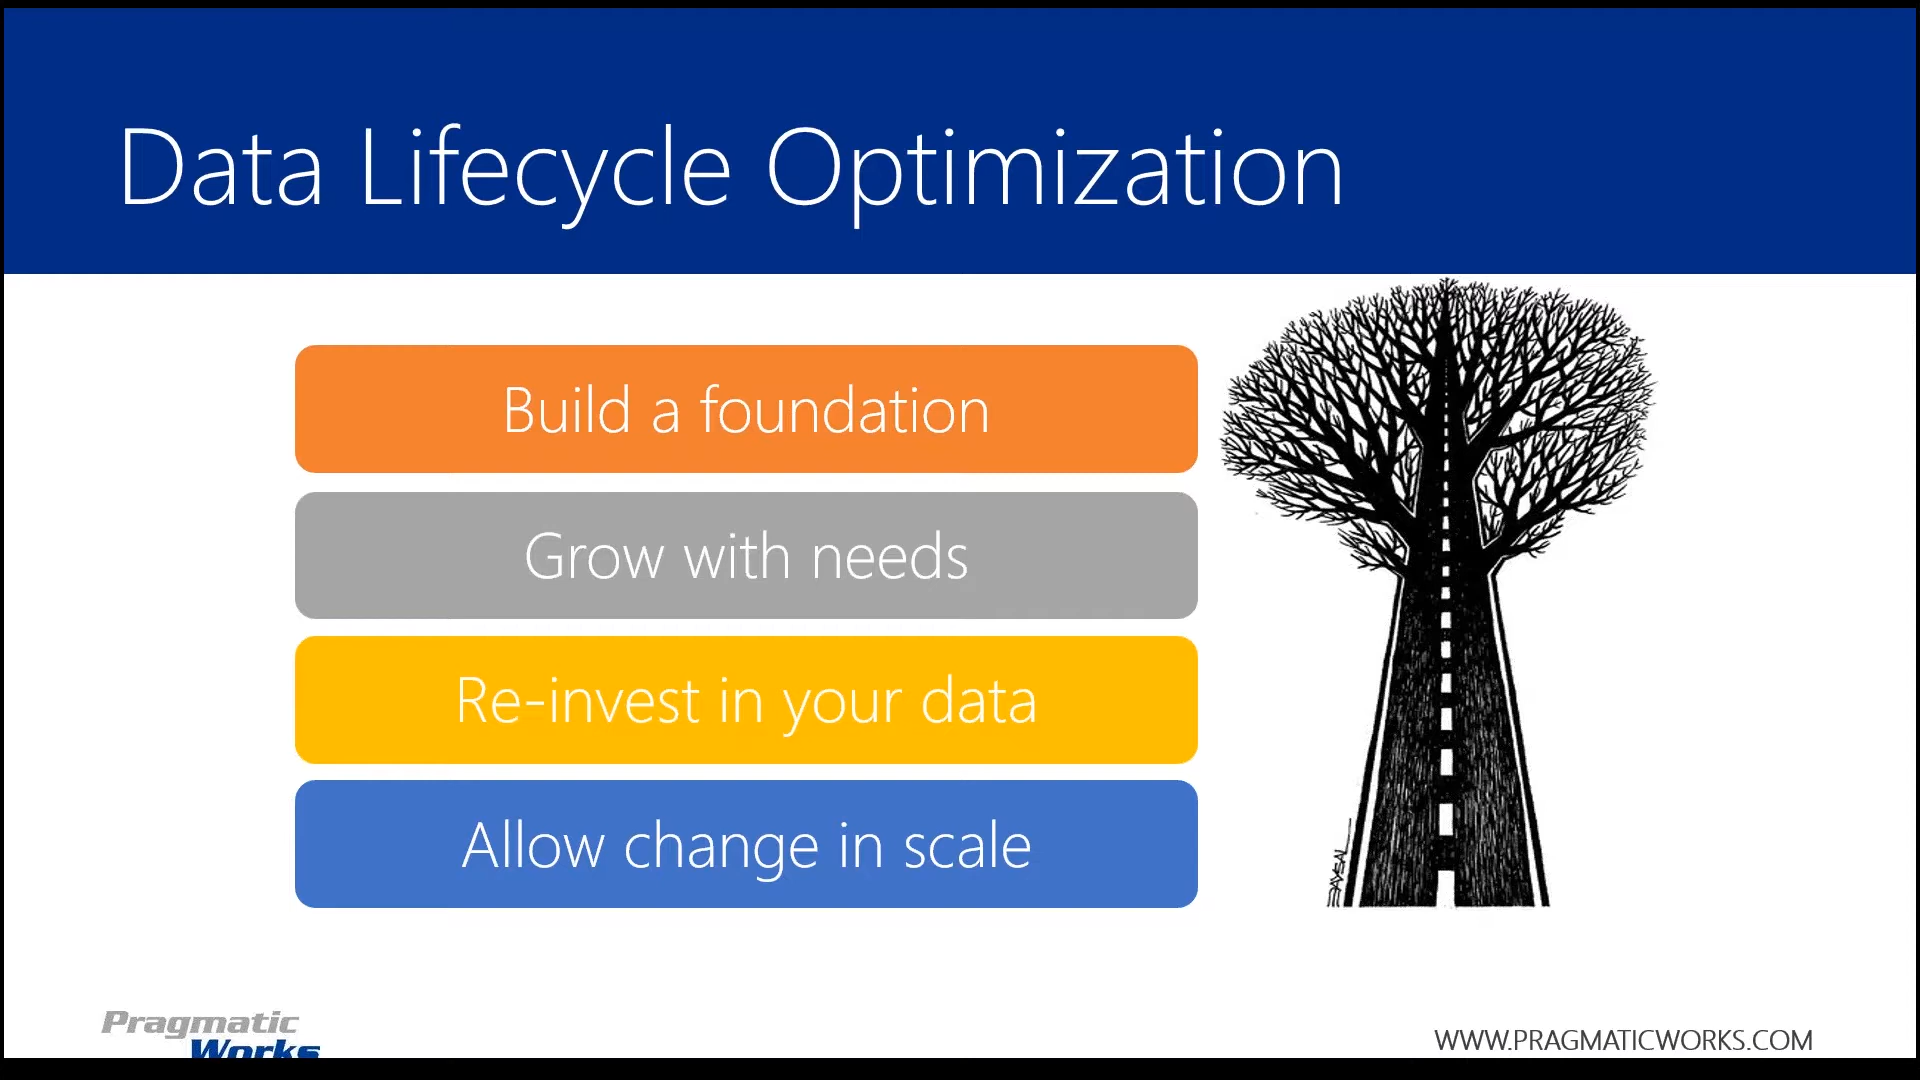 Data Lifecycle Optimization
Build a foundation
Grow with needs
Re-invest in your data
Allow change in scale
BAYSAL
Pragmatic
Works
WWW.PRAGMATICWORKS.COM